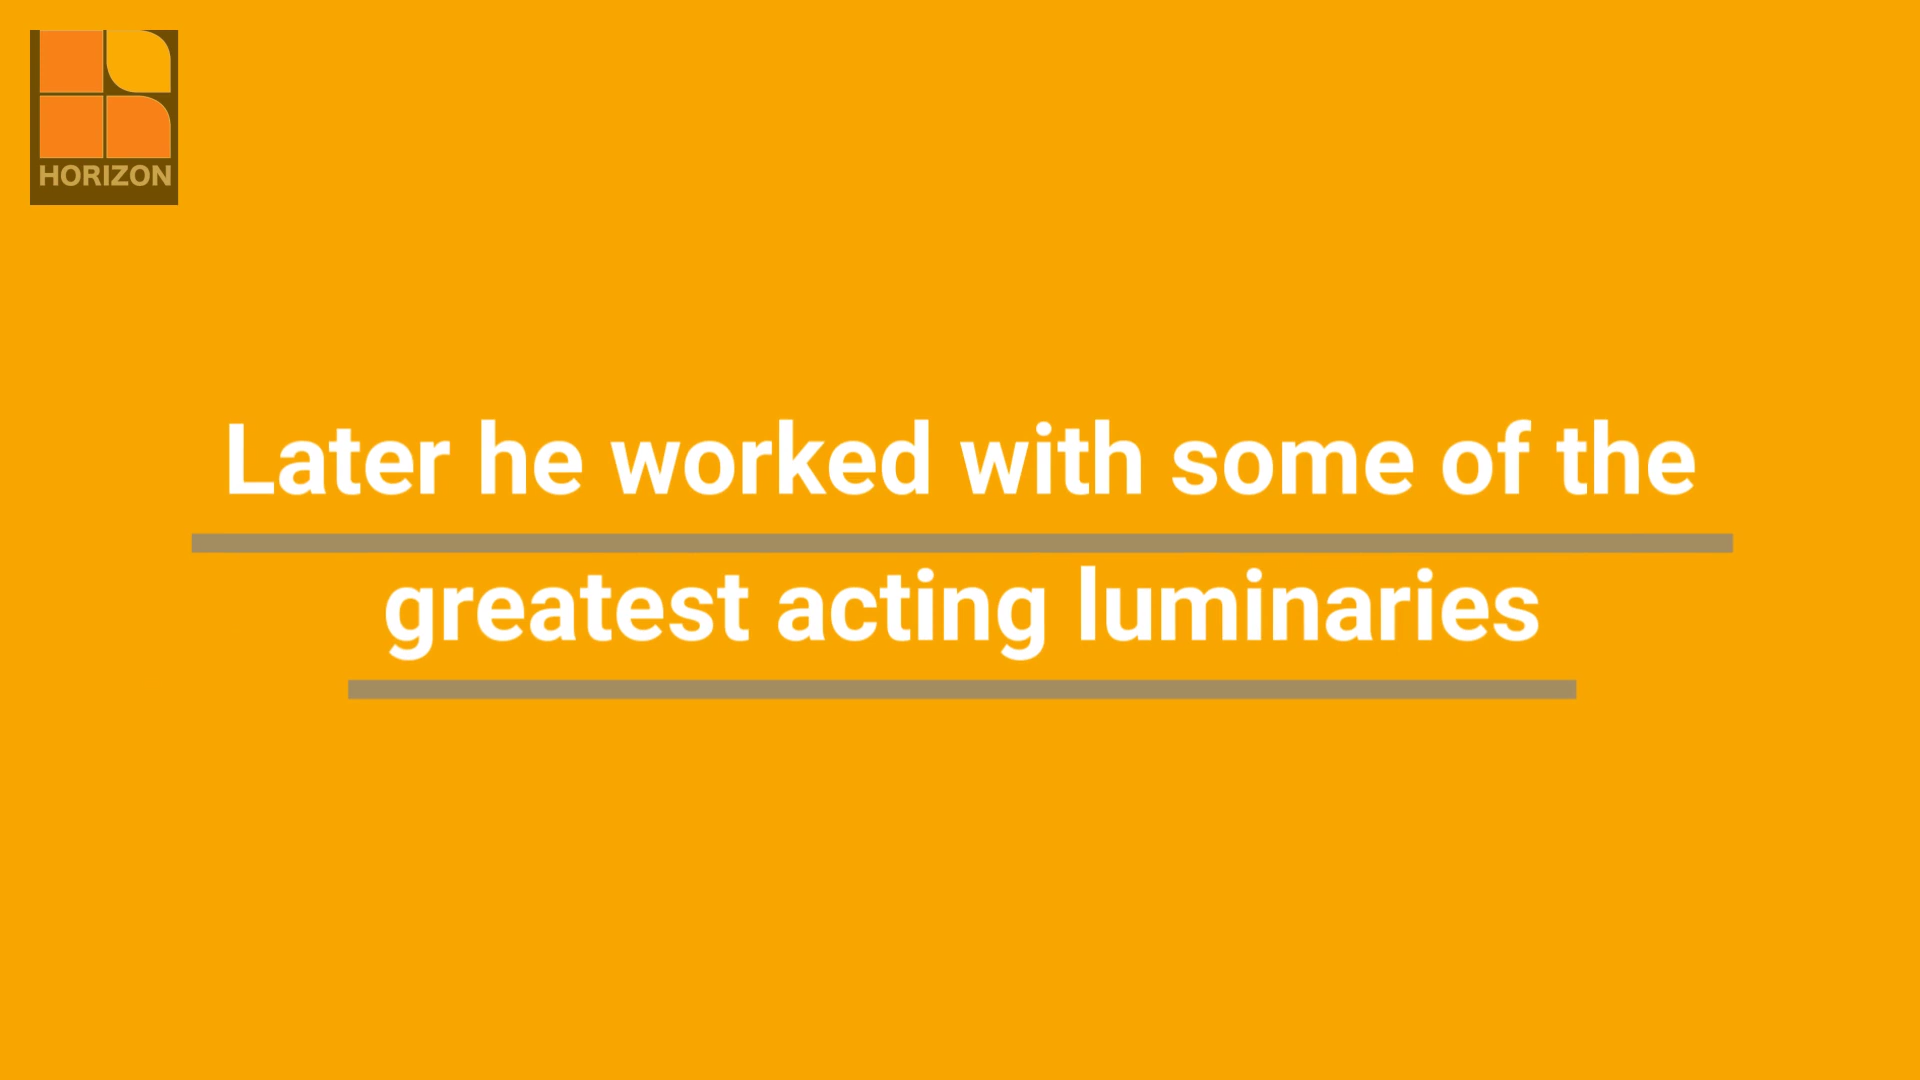 HORIZON
Later he worked with some of the
greatest acting luminaries